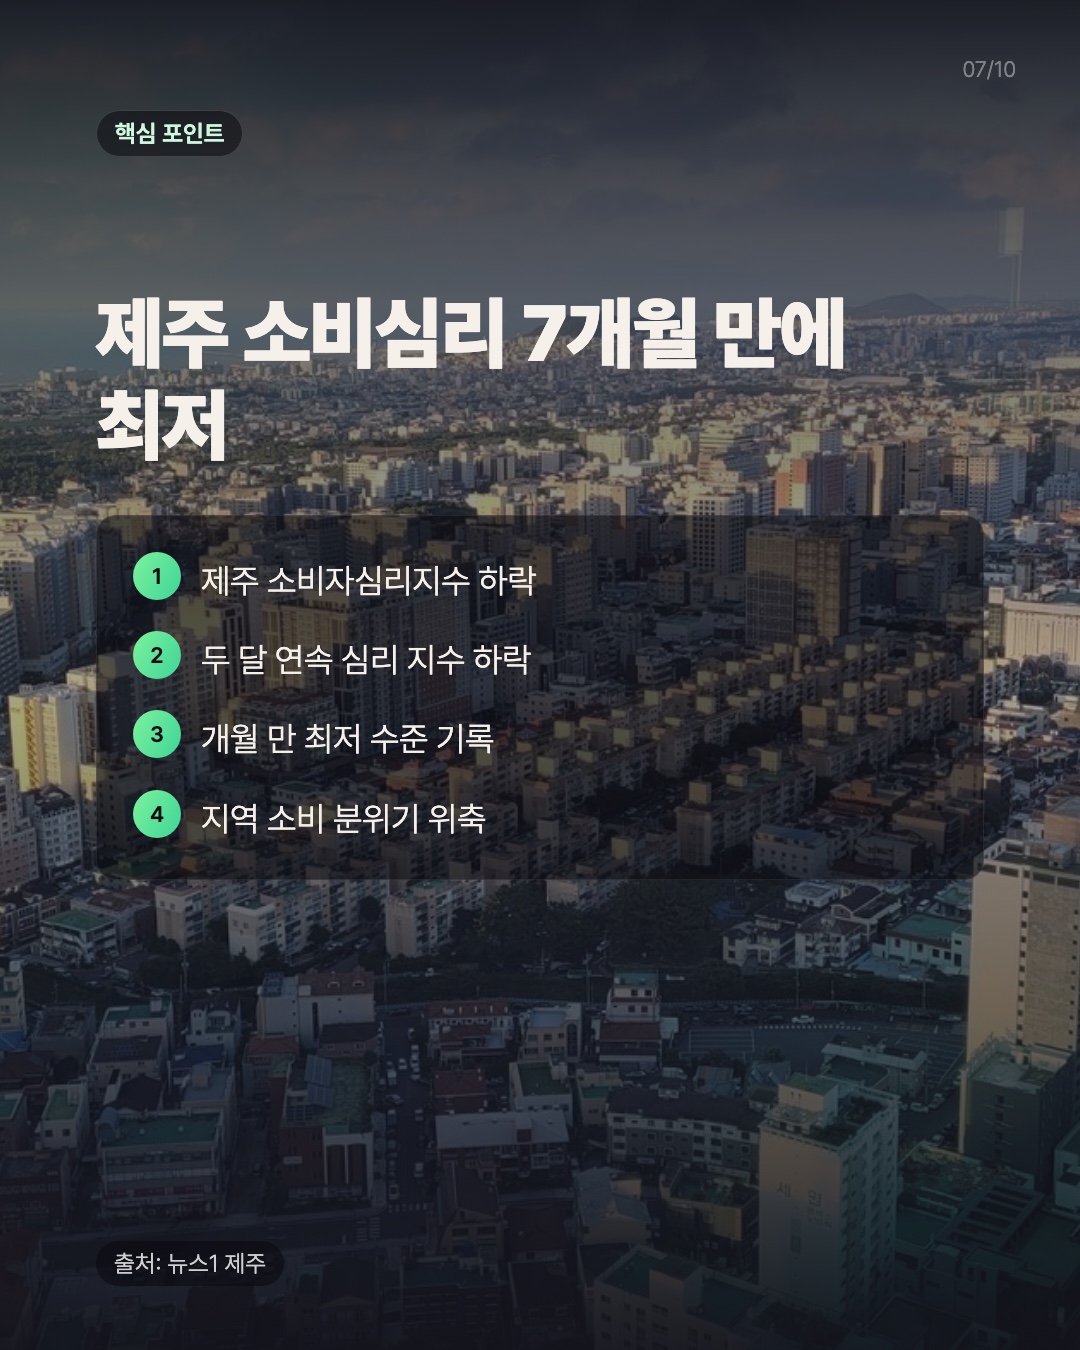 07/10
핵심 포인트
제주 소비심리 7개월 만에
최저
1 제주 소비자심리지수 하락
2 두 달 연속 심리 지수 하락
3 개월 만 최저 수준 기록
4 지역 소비 분위기 위축
세 원
출처: 뉴스1 제주